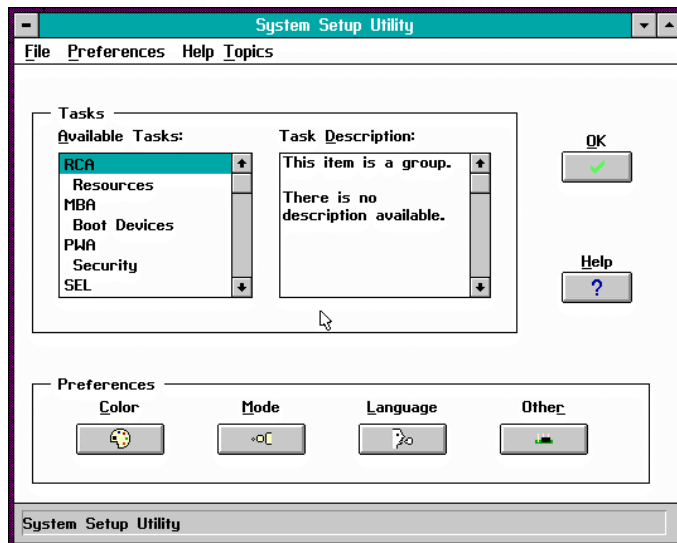 System Setup Utility
File Preferences Help Topics
Tasks
Available Tasks: Task Description:
RCA
Resources
MBA
Boot Devices
PWA
Security
SEL
This item is a group.
There is no
description available.
OK
Help
?
Preferences
Color Mode Language Other
System Setup Utility